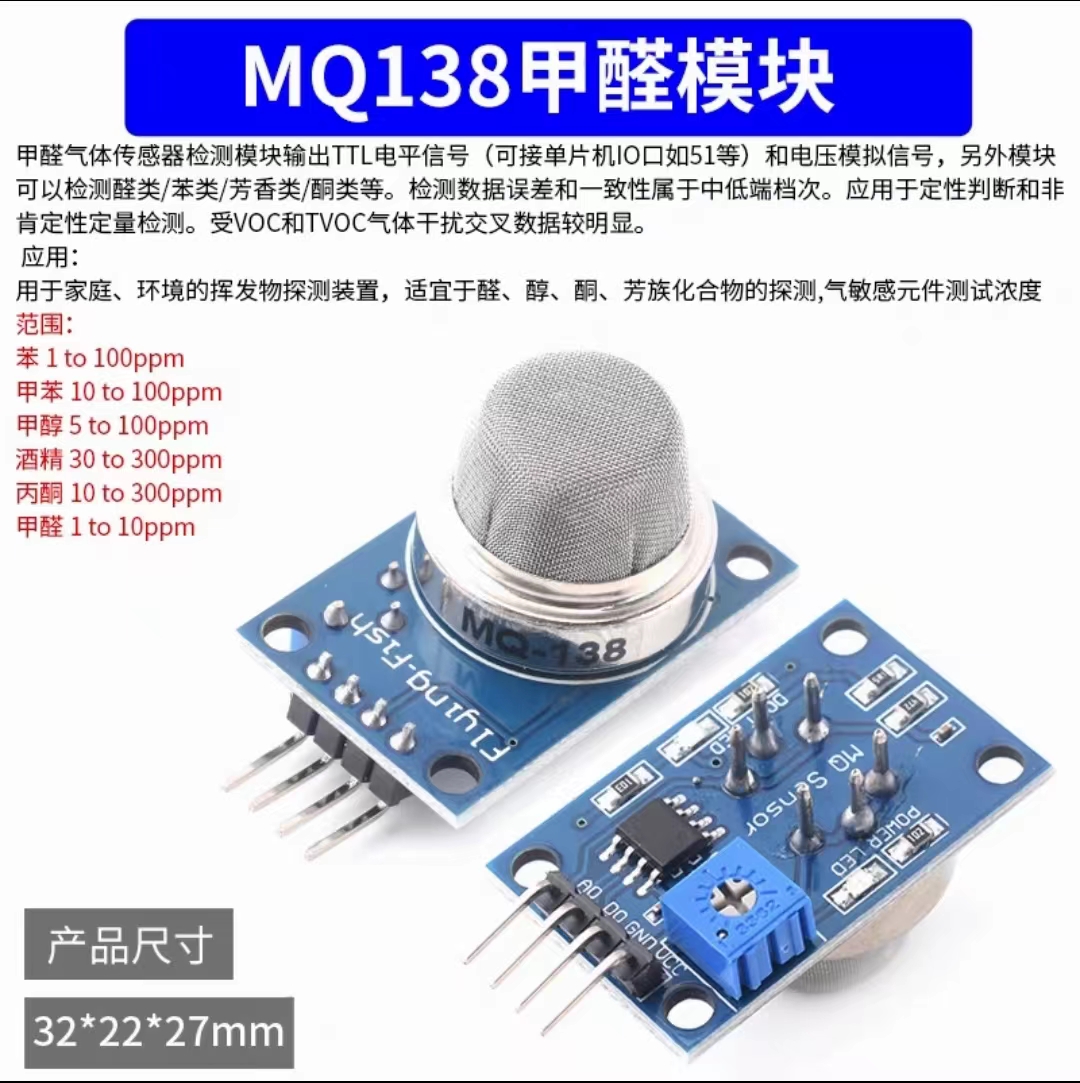 MQ138甲醛模块
甲醛气体传感器检测模块输出TTL电平信号（可接单片机IO口如51等）和电压模拟信号，另外模块
可以检测醛类/苯类/芳香类/酮类等。检测数据误差和一致性属于中低端档次。应用于定性判断和非
肯定性定量检测。受VOC和TVOC气体干扰交叉数据较明显。
应用：
用于家庭、环境的挥发物探测装置，适宜于醛、醇、酮、芳族化合物的探测,气敏感元件测试浓度
范围：
苯 1 to 100ppm
甲苯 10 to 100ppm
甲醇 5 to 100ppm
酒精 30 to 300ppm
丙酮 10 to 300ppm
甲醛 1 to 10ppm
MQ-138
Flying-Fish
MQ Sensor
POWER LED
102
103
3362
AO DO GND VCC
产品尺寸
32*22*27mm